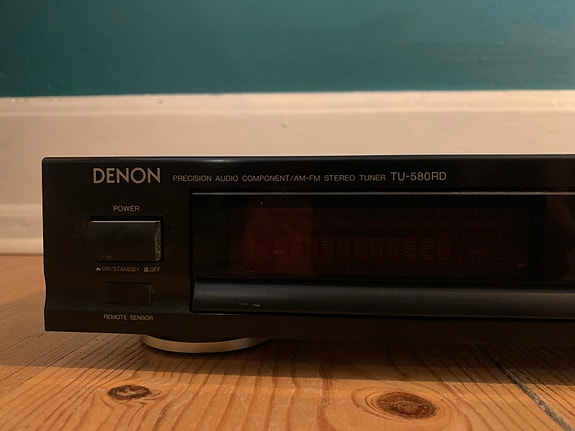 DENON PRECISION AUDIO COMPONENT/AM-FM STEREO TUNER TU-580RD
POWER
ON/STANDBY OFF
REMOTE SENSOR